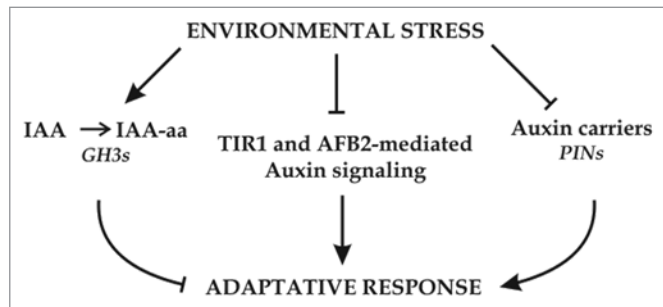 ENVIRONMENTAL STRESS
IAA → IAA-aa
GH3s
TIR1 and AFB2-mediated
Auxin signaling
Auxin carriers
PINs
ADAPTATIVE RESPONSE